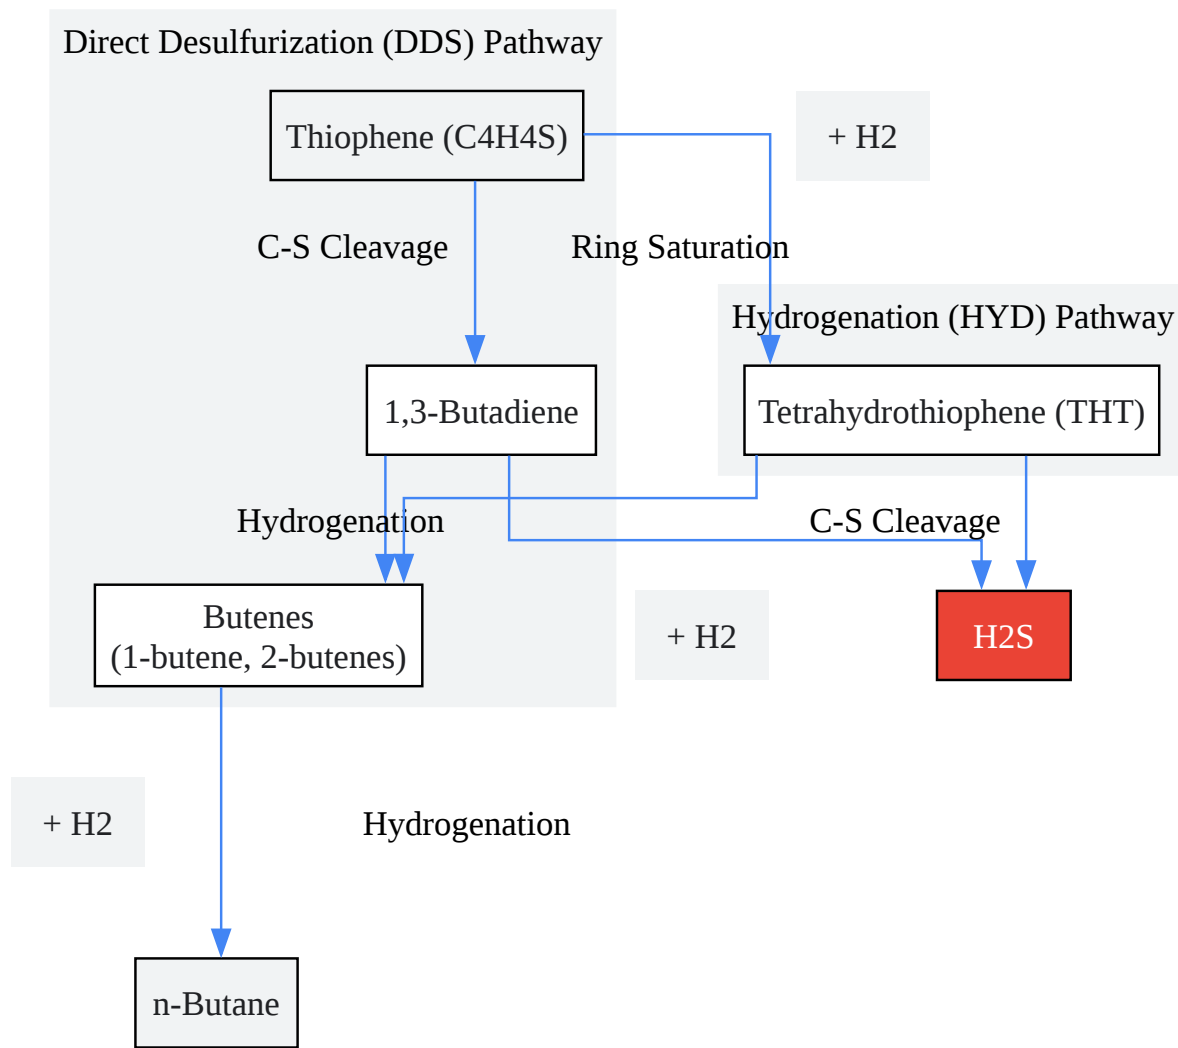 Direct Desulfurization (DDS) Pathway
Thiophene (C4H4S)
+ H2
C-S Cleavage
Ring Saturation
Hydrogenation (HYD) Pathway
1,3-Butadiene
Tetrahydrothiophene (THT)
Hydrogenation
C-S Cleavage
Butenes
(1-butene, 2-butenes)
+ H2
H2S
+ H2
Hydrogenation
n-Butane